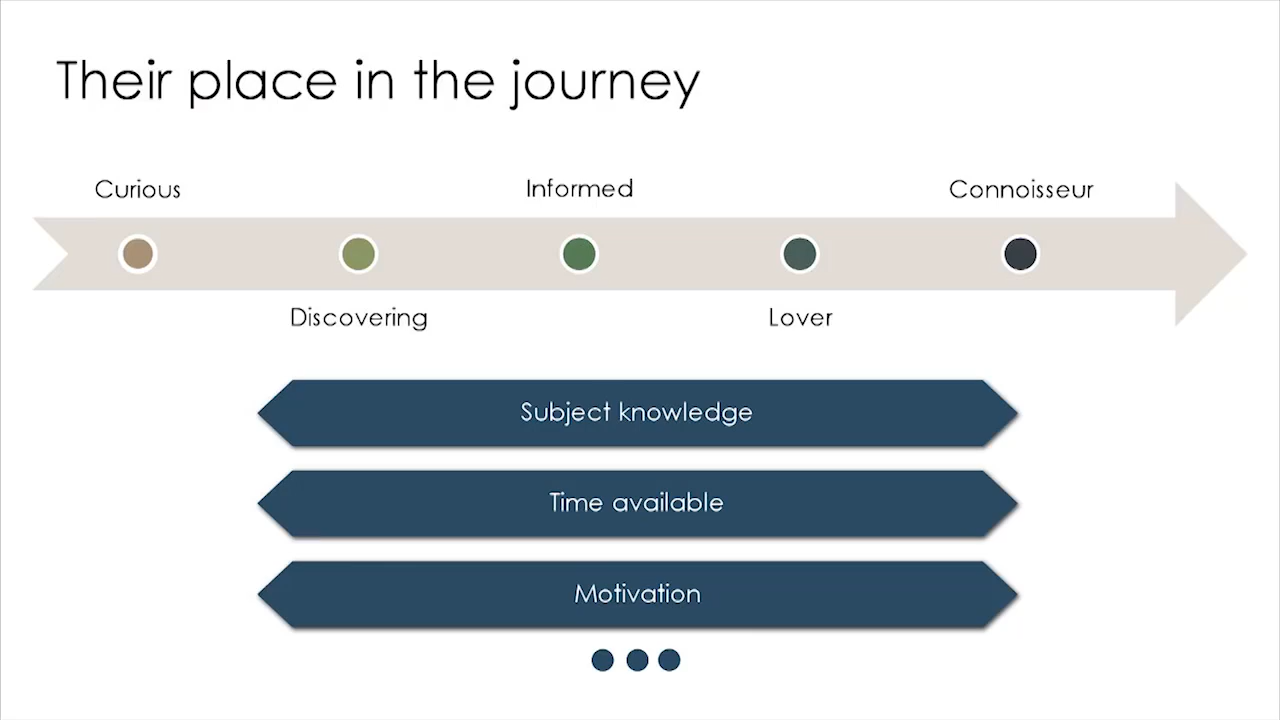 Their place in the journey
Curious
Informed
Connoisseur
Discovering
Lover
Subject knowledge
Time available
Motivation